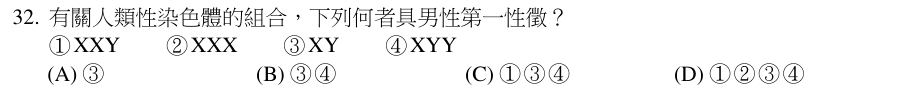 32. 有關人類性染色體的組合，下列何者具男性第一性徵？
①XXY ②XXX ③XY ④XYY
(A) ③ (B) ③④ (C) ①③④ (D) ①②③④